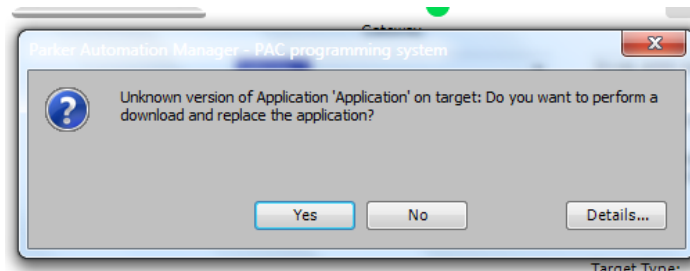 Gateway
Parker Automation Manager - PAC programming system
Unknown version of Application 'Application' on target: Do you want to perform a
download and replace the application?
Yes No Details...
Target Type: